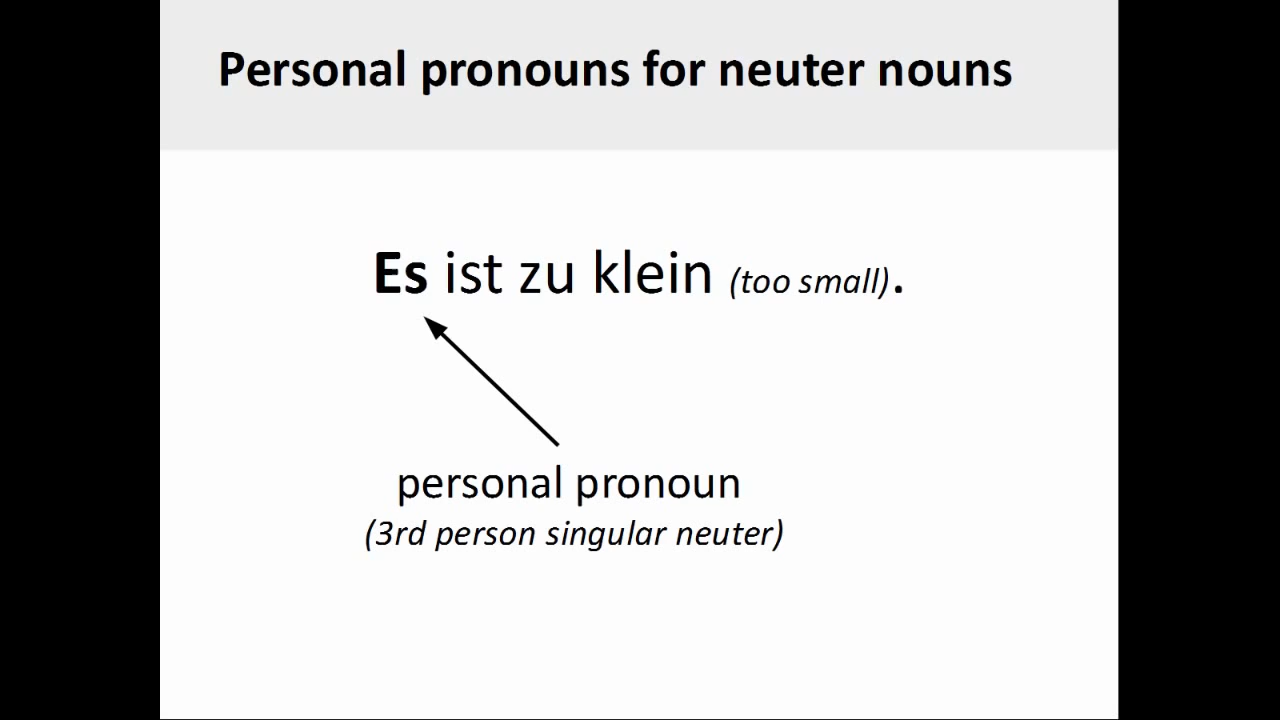 Personal pronouns for neuter nouns
Es ist zu klein (too small).
personal pronoun
(3rd person singular neuter)